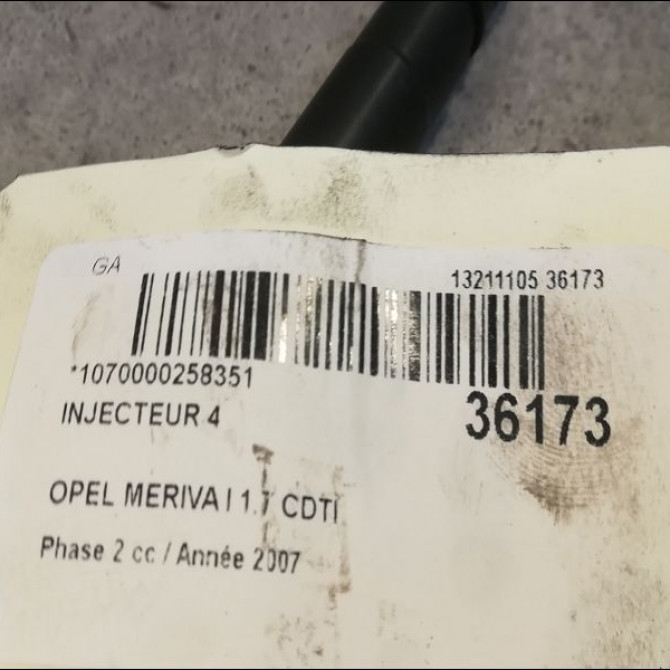 GA
13211105 36173
*1070000258351
36173
INJECTEUR 4
OPEL MERIVA I 1.7 CDTI
Phase 2 cc / Année 2007